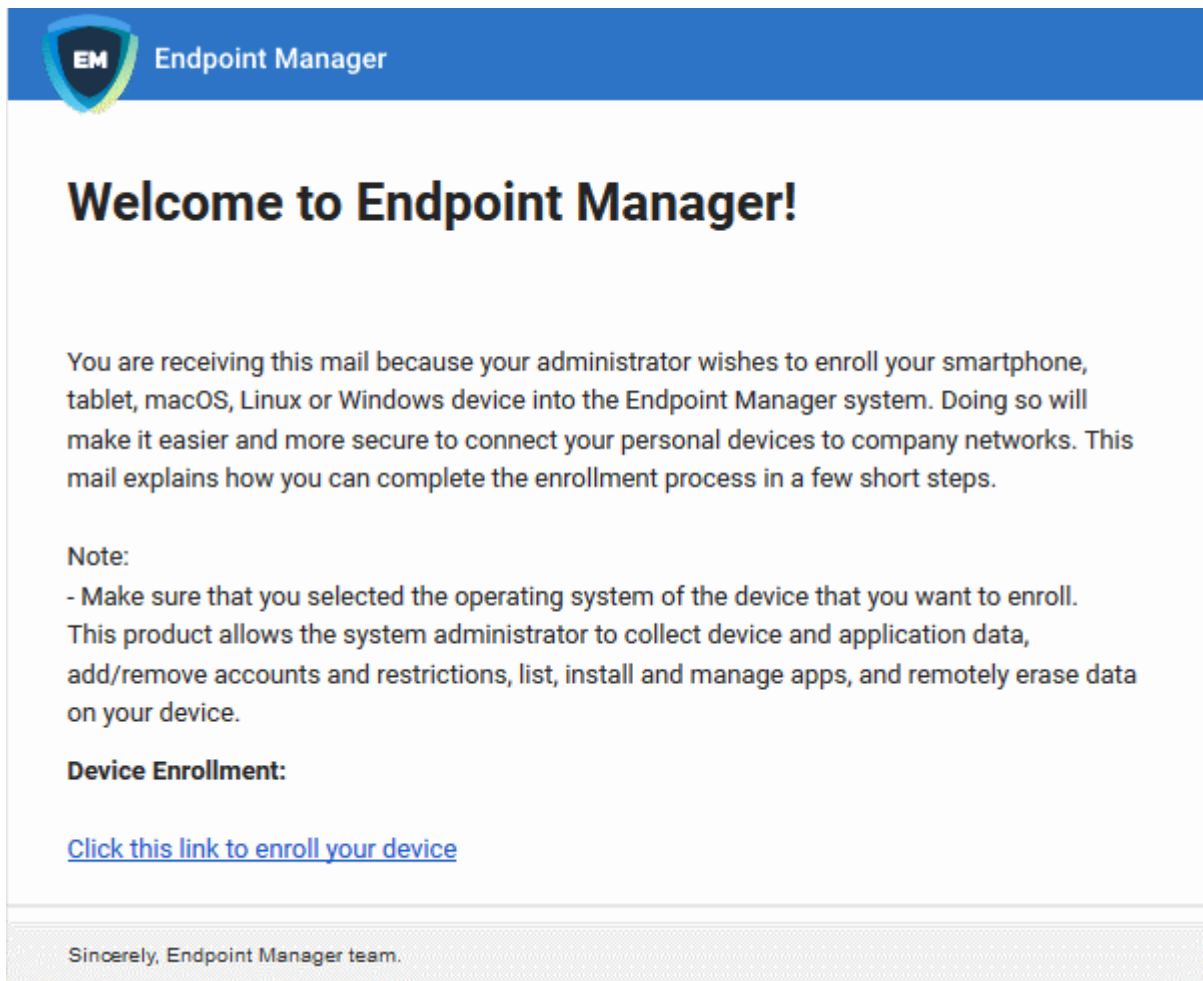 EM Endpoint Manager
Welcome to Endpoint Manager!
You are receiving this mail because your administrator wishes to enroll your smartphone,
tablet, macOS, Linux or Windows device into the Endpoint Manager system. Doing so will
make it easier and more secure to connect your personal devices to company networks. This
mail explains how you can complete the enrollment process in a few short steps.
Note:
- Make sure that you selected the operating system of the device that you want to enroll.
This product allows the system administrator to collect device and application data,
add/remove accounts and restrictions, list, install and manage apps, and remotely erase data
on your device.
Device Enrollment:
Click this link to enroll your device
Sincerely, Endpoint Manager team.